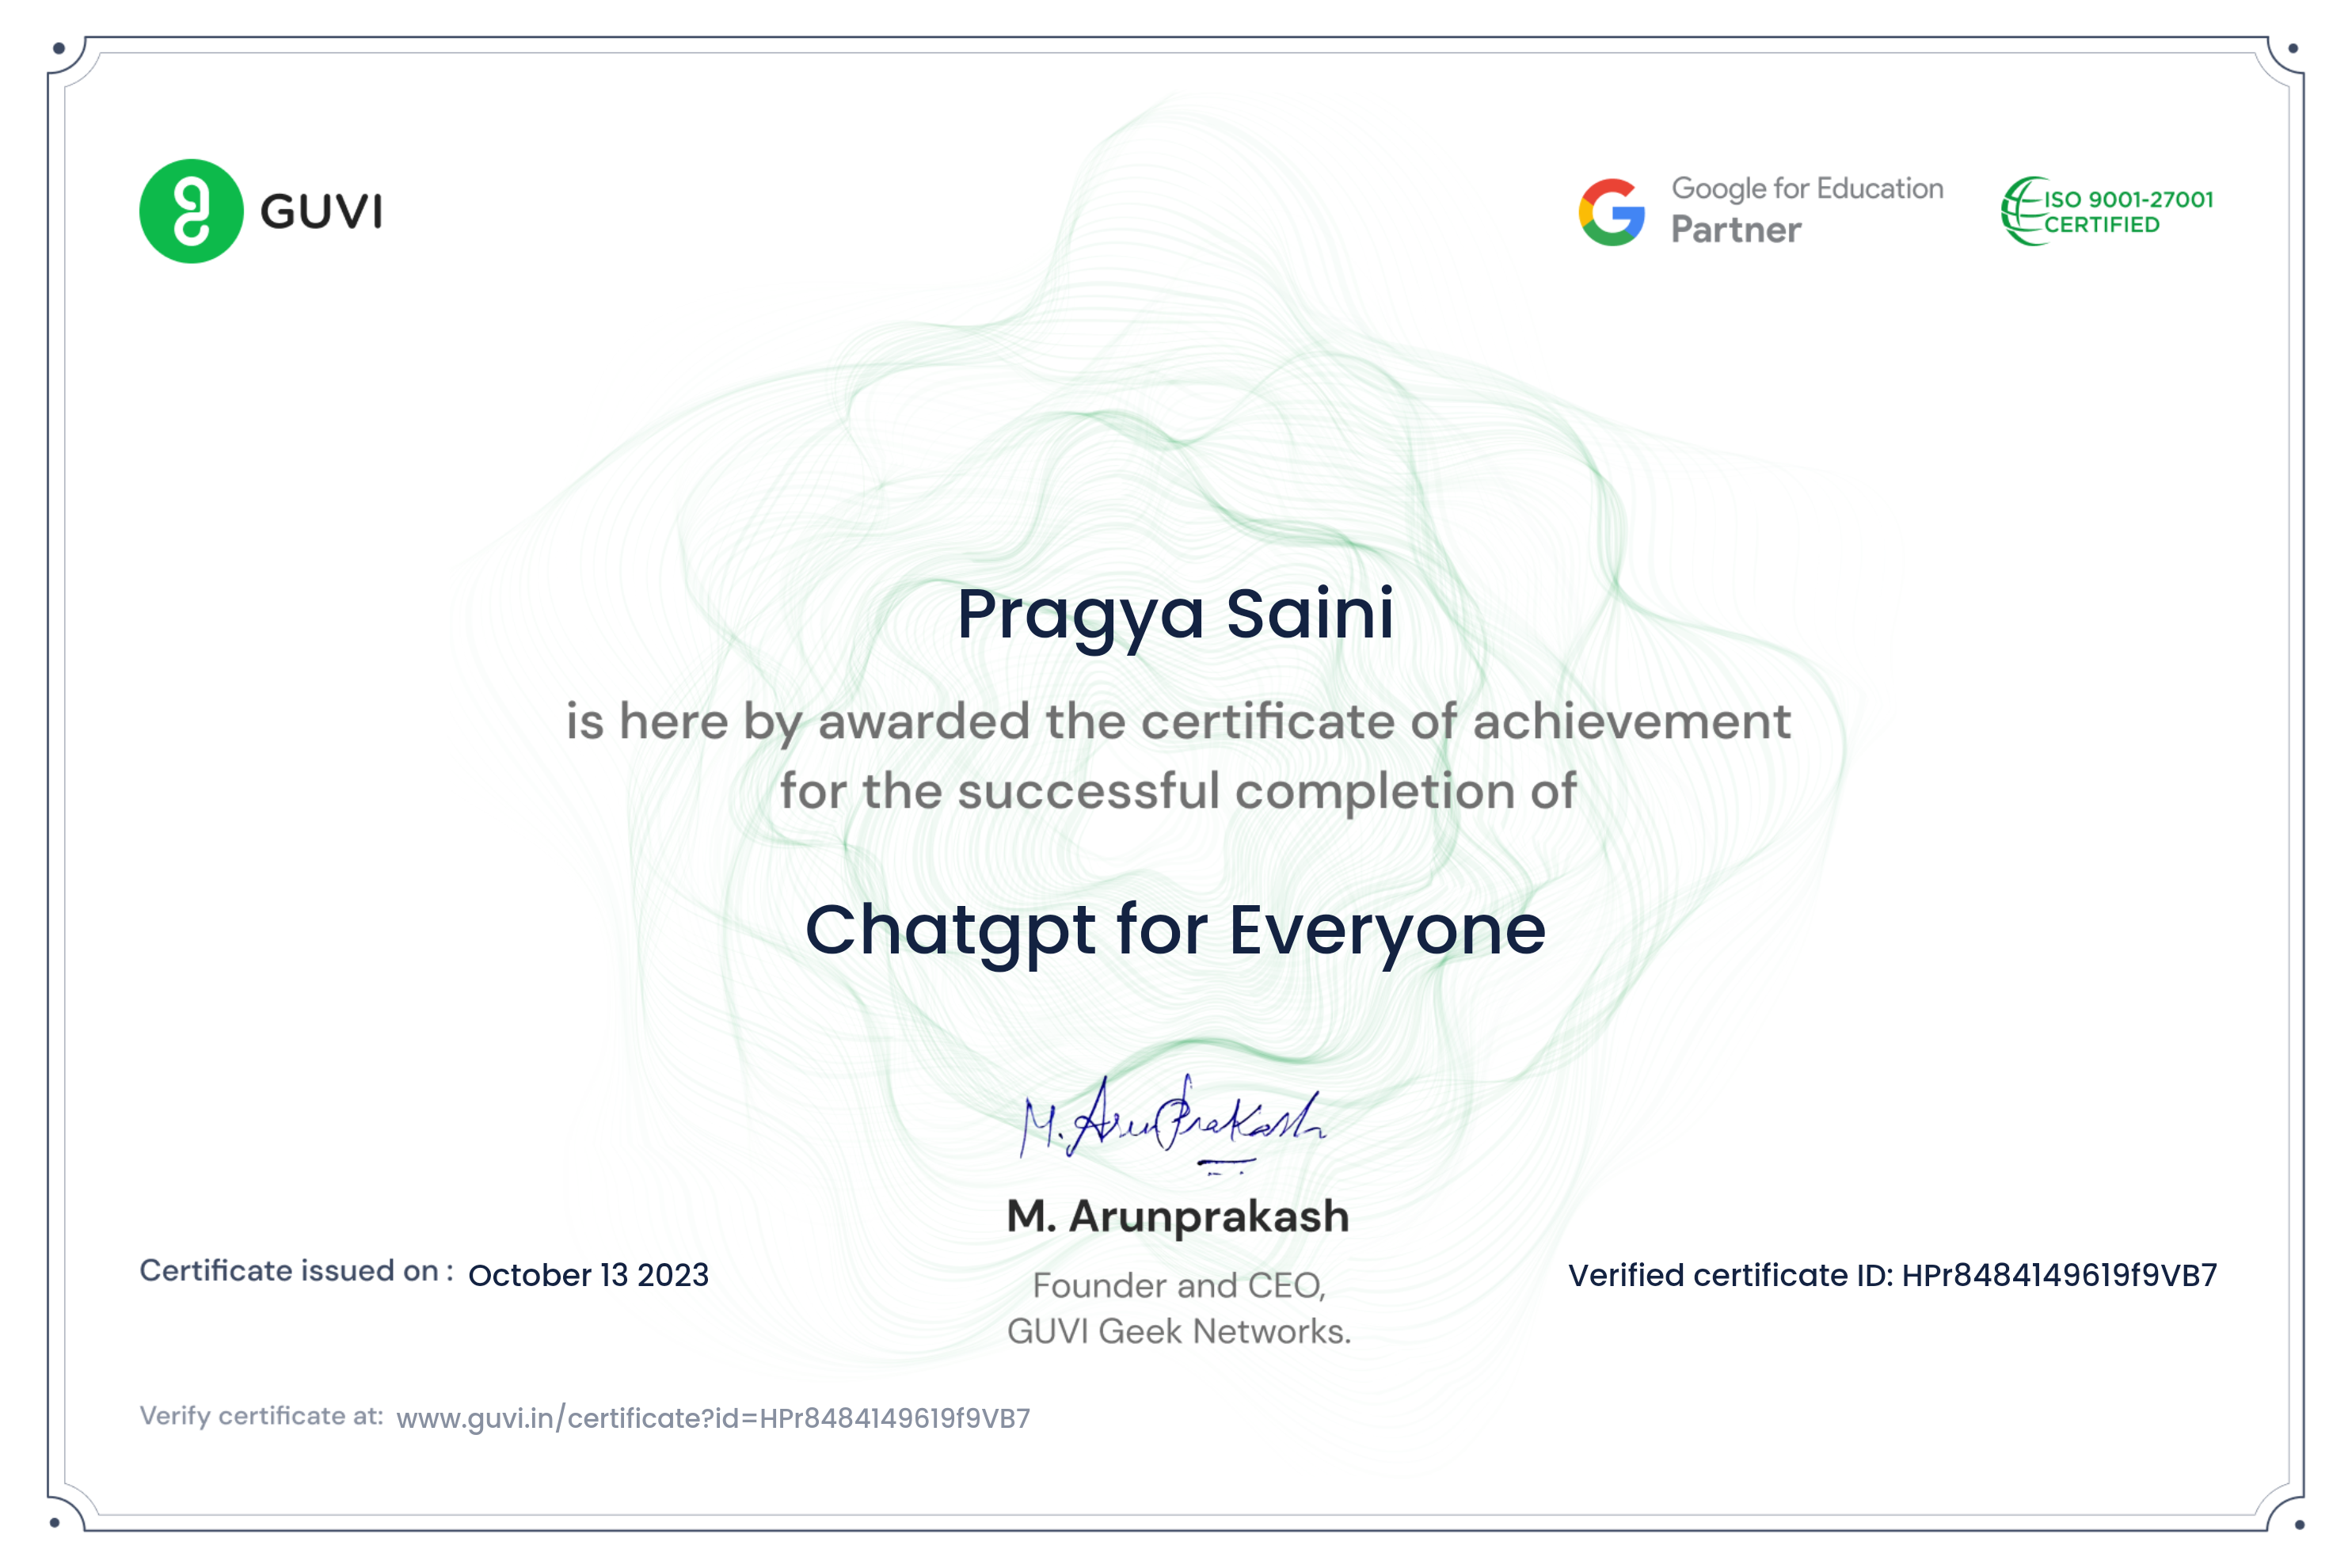 GUVI
Google for Education
Partner
ISO 9001-27001
CERTIFIED
Pragya Saini
is here by awarded the certificate of achievement
for the successful completion of
Chatgpt for Everyone
M. ArunPrakash
M. Arunprakash
Founder and CEO,
GUVI Geek Networks.
Certificate issued on : October 13 2023
Verified certificate ID: HPr8484149619f9VB7
Verify certificate at: www.guvi.in/certificate?id=HPr8484149619f9VB7